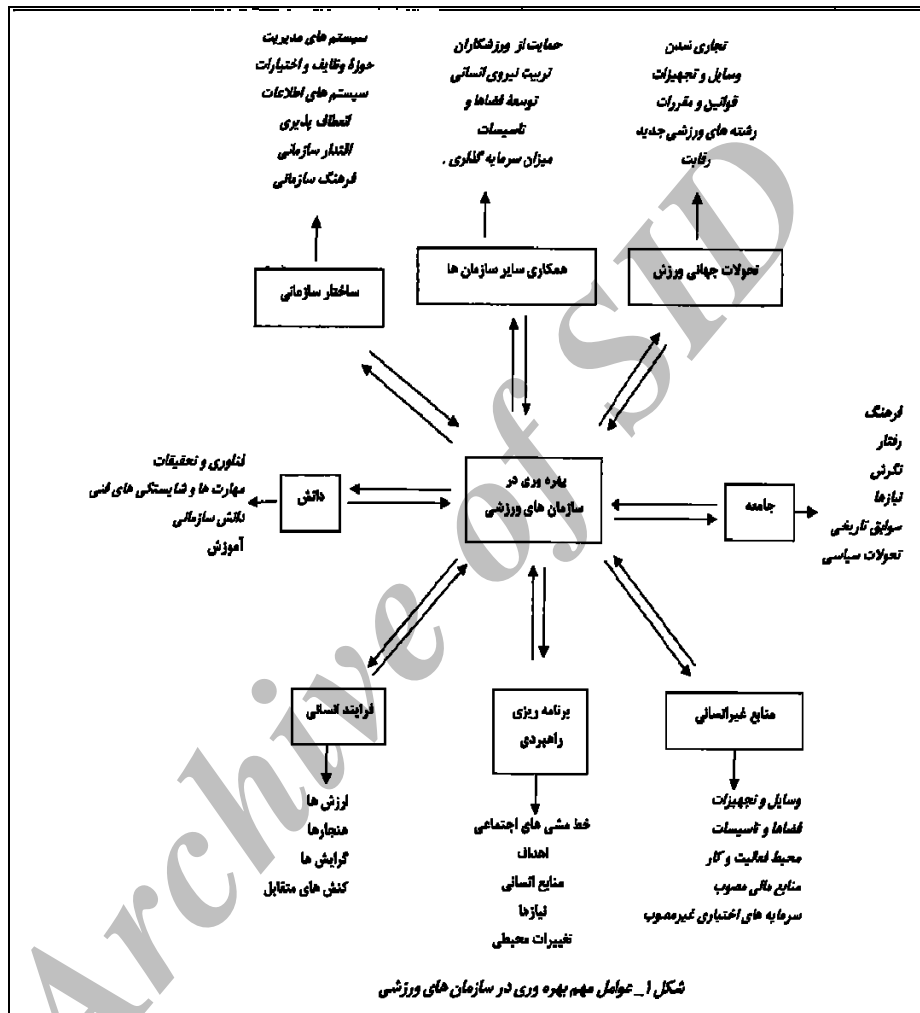 تجاری شدن
وسایل و تجهیزات
قوانین و مقررات
رشته های ورزشی جدید
رقابت
حمایت از ورزشکاران
تربیت نیروی انسانی
توسعهٔ فضاها و
تاسیسات
میزان سرمایه گذاری .
سیستم های مدیریت
حوزهٔ وظایف و اختیارات
سیستم های اطلاعات
انعطاف پذیری
اقتدار سازمانی
فرهنگ سازمانی
تحولات جهانی ورزش
همکاری سایر سازمان ها
ساختار سازمانی
فرهنگ
رفتار
نگرش
نیازها
سوابق تاریخی
تحولات سیاسی
جامعه
بهره وری در
سازمان های ورزشی
دانش
فناوری و تحقیقات
مهارت ها و شایستگی های فنی
دانش سازمانی
آموزش
منابع غیرانسانی
برنامه ریزی
راهبردی
فرایند انسانی
وسایل و تجهیزات
فضاها و تاسیسات
محیط فعالیت و کار
منابع مالی مصوب
سرمایه های اختیاری غیرمصوب
خط مشی های اجتماعی
اهداف
منابع انسانی
نیازها
تغییرات محیطی
ارزش ها
هنجارها
گرایش ها
کنش های متقابل
شکل 1_ عوامل مهم بهره وری در سازمان های ورزشی
Archive of SID